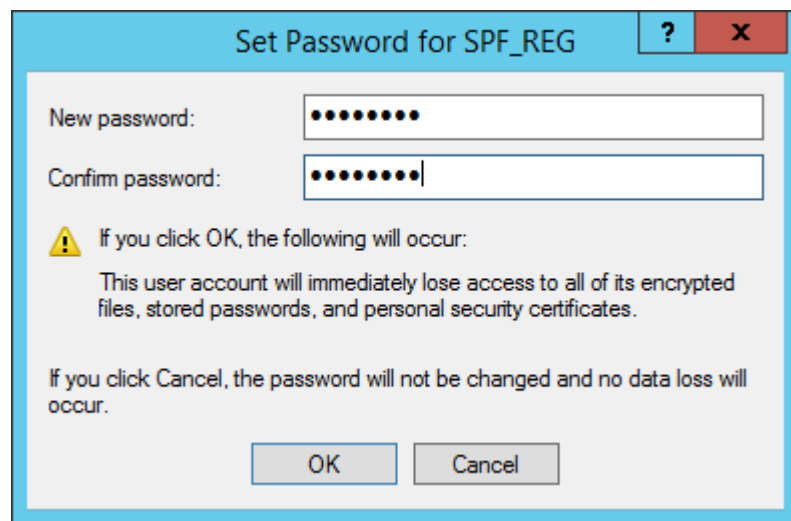 Set Password for SPF_REG
? x
New password: ●●●●●●●●
Confirm password: ●●●●●●●●
If you click OK, the following will occur:
This user account will immediately lose access to all of its encrypted
files, stored passwords, and personal security certificates.
If you click Cancel, the password will not be changed and no data loss will
occur.
OK Cancel